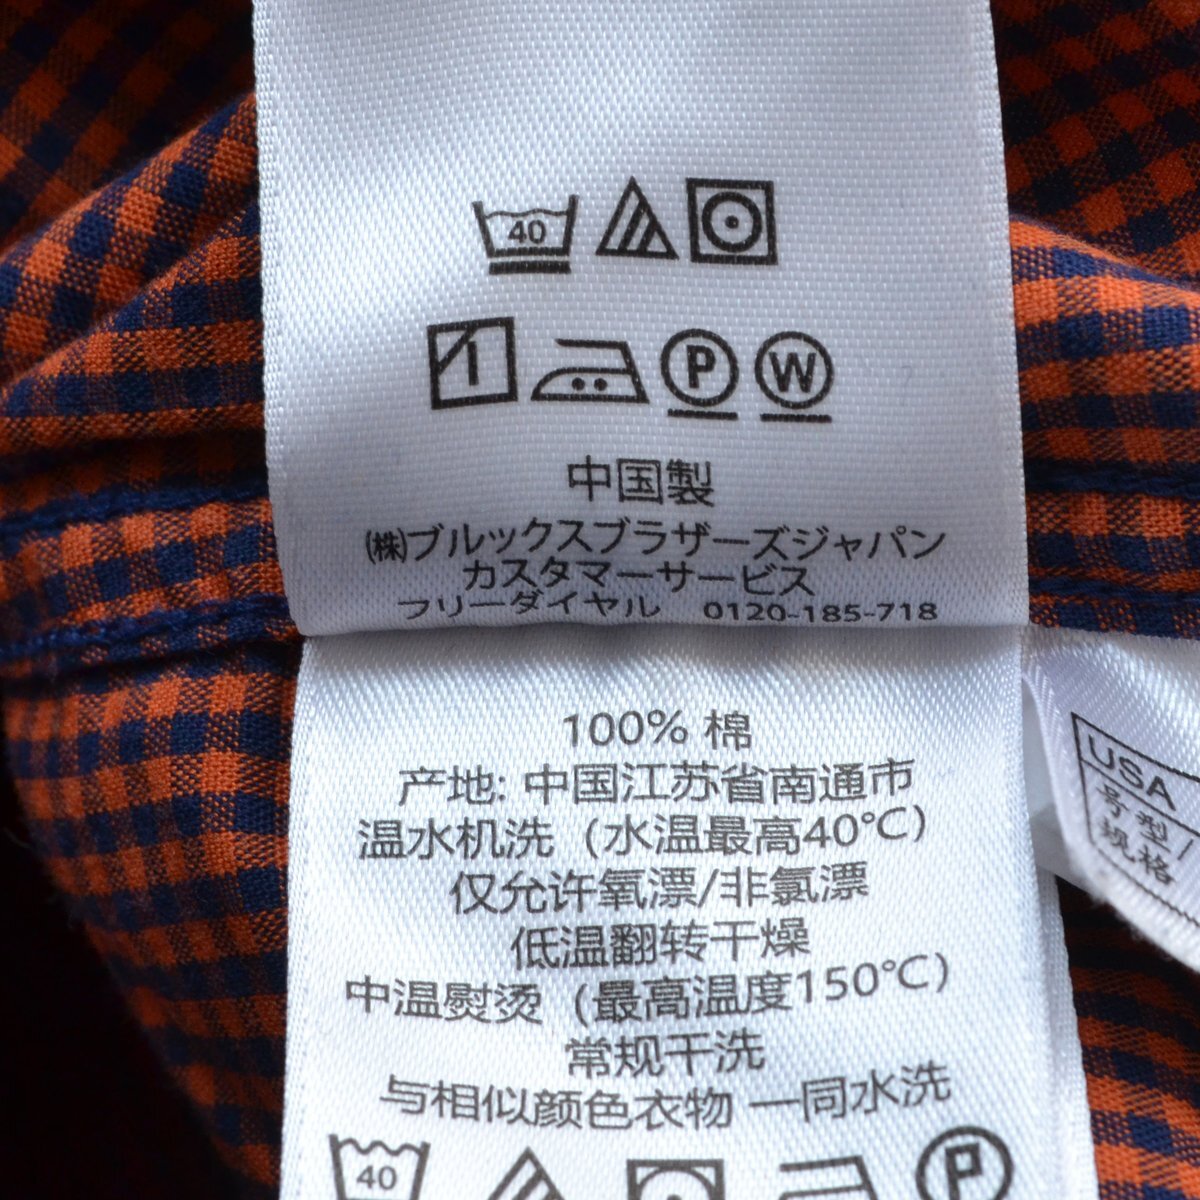 40
P W
中国製
㈱ブルックスブラザーズジャパン
カスタマーサービス
フリーダイヤル 0120-185-718
100% 棉
产地: 中国江苏省南通市
温水机洗（水温最高40℃）
仅允许氧漂/非氯漂
低温翻转干燥
中温熨烫（最高温度150℃）
常规干洗
与相似颜色衣物 一同水洗
40
P
USA
号型/
规格